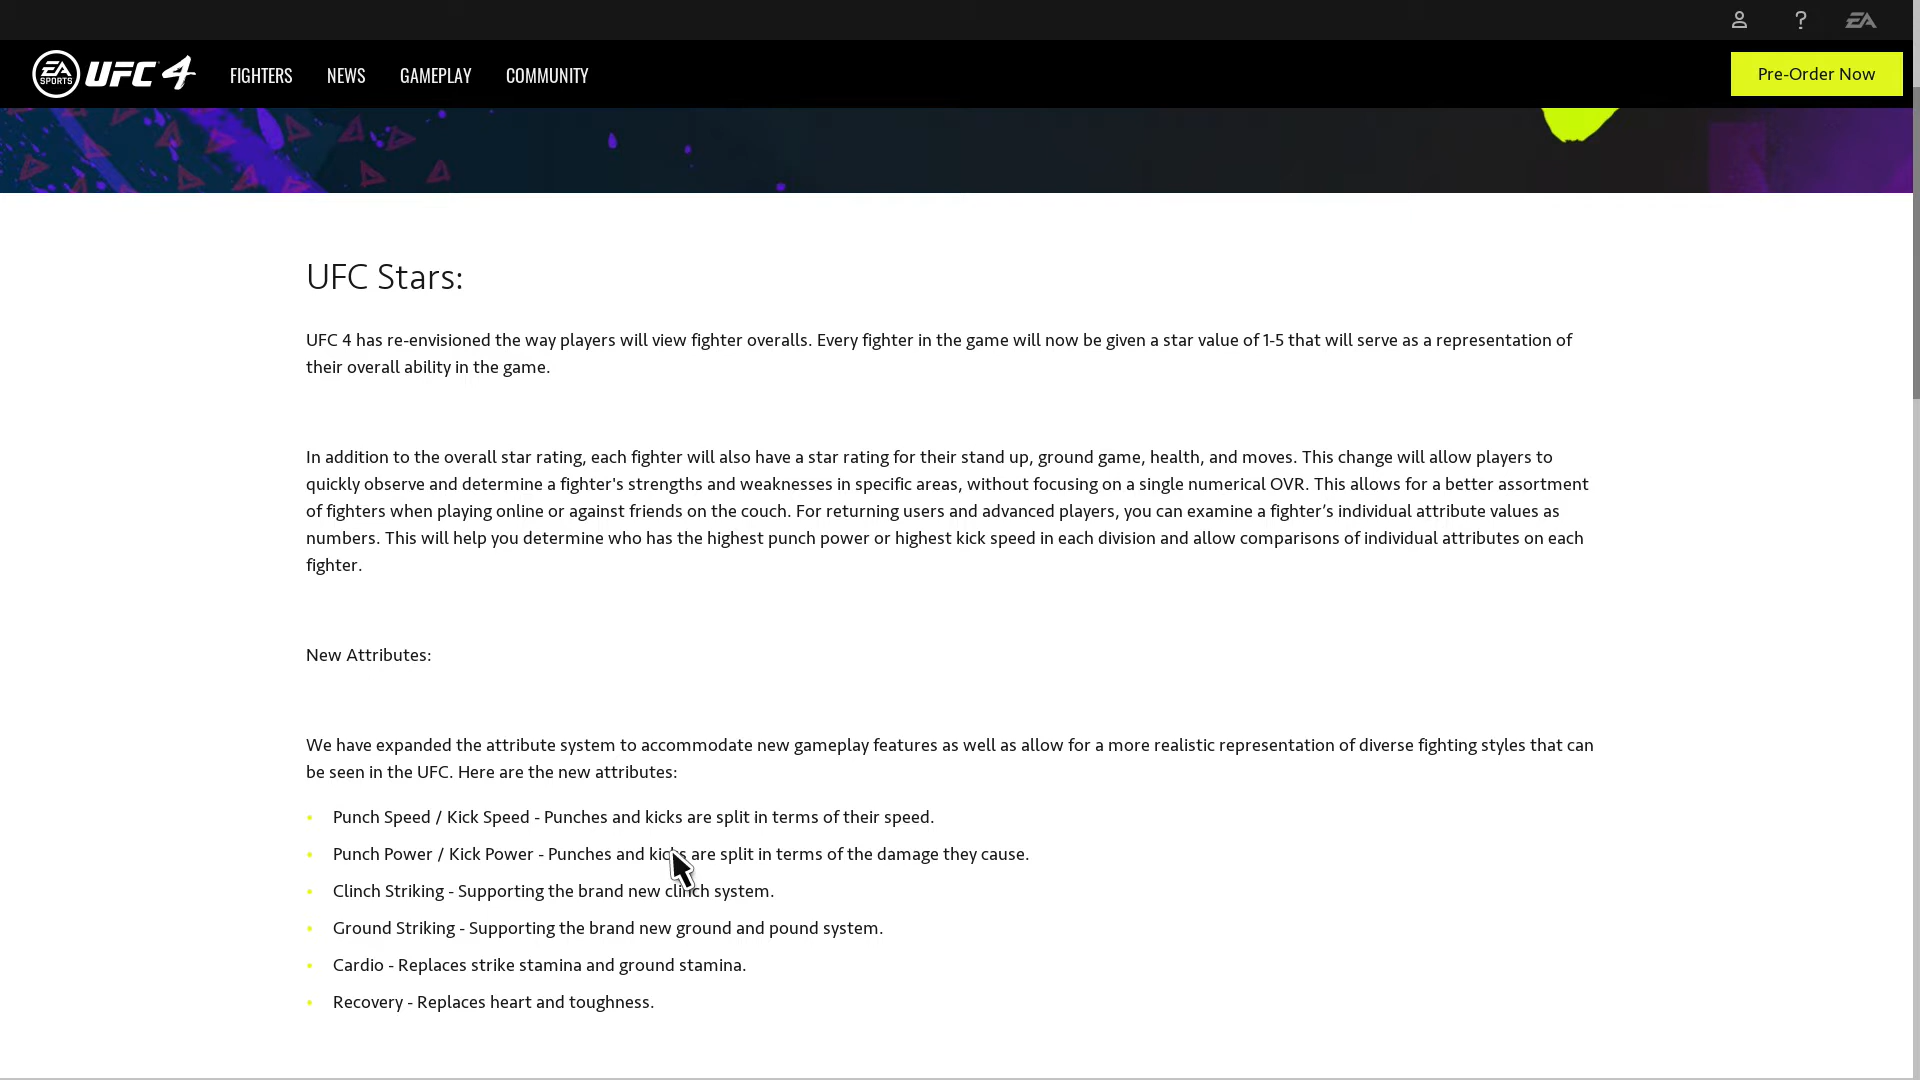 EA
EA SPORTS UFC 4 FIGHTERS NEWS GAMEPLAY COMMUNITY Pre-Order Now
UFC Stars:
UFC 4 has re-envisioned the way players will view fighter overalls. Every fighter in the game will now be given a star value of 1-5 that will serve as a representation of
their overall ability in the game.
In addition to the overall star rating, each fighter will also have a star rating for their stand up, ground game, health, and moves. This change will allow players to
quickly observe and determine a fighter's strengths and weaknesses in specific areas, without focusing on a single numerical OVR. This allows for a better assortment
of fighters when playing online or against friends on the couch. For returning users and advanced players, you can examine a fighter’s individual attribute values as
numbers. This will help you determine who has the highest punch power or highest kick speed in each division and allow comparisons of individual attributes on each
fighter.
New Attributes:
We have expanded the attribute system to accommodate new gameplay features as well as allow for a more realistic representation of diverse fighting styles that can
be seen in the UFC. Here are the new attributes:
• Punch Speed / Kick Speed - Punches and kicks are split in terms of their speed.
• Punch Power / Kick Power - Punches and kicks are split in terms of the damage they cause.
• Clinch Striking - Supporting the brand new clinch system.
• Ground Striking - Supporting the brand new ground and pound system.
• Cardio - Replaces strike stamina and ground stamina.
• Recovery - Replaces heart and toughness.